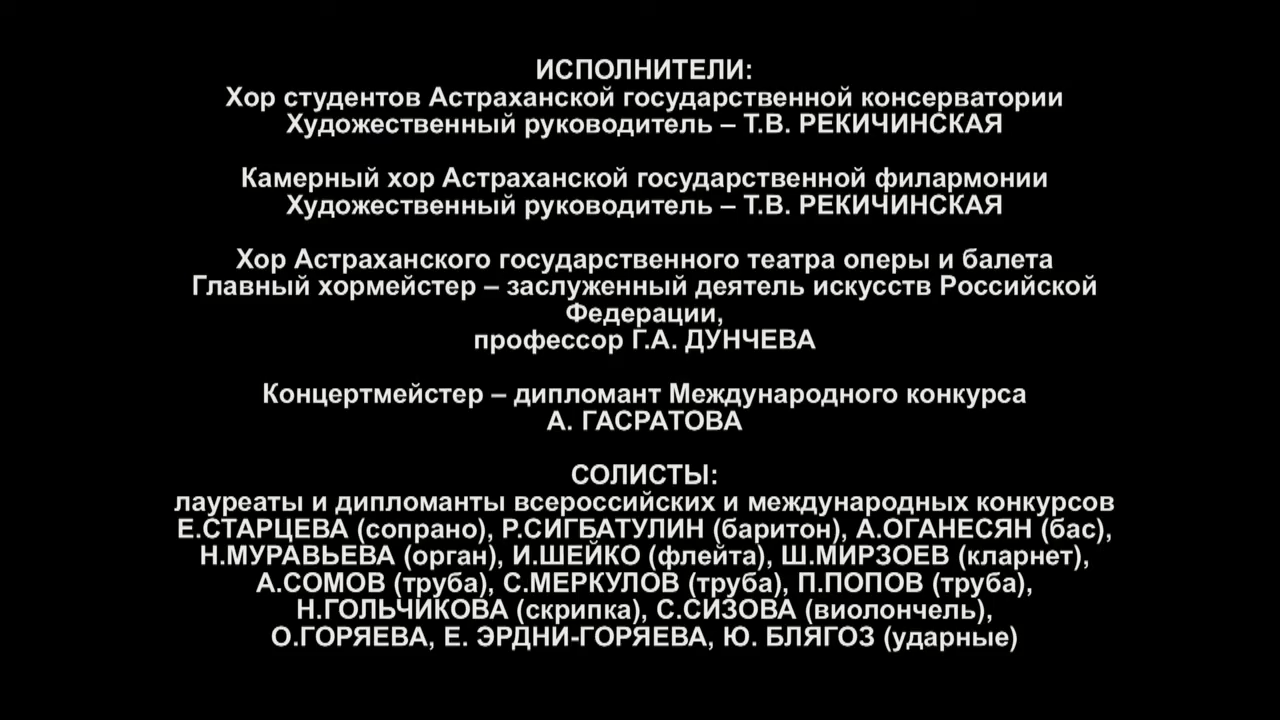 ИСПОЛНИТЕЛИ:
Хор студентов Астраханской государственной консерватории
Художественный руководитель – Т.В. РЕКИЧИНСКАЯ
Камерный хор Астраханской государственной филармонии
Художественный руководитель – Т.В. РЕКИЧИНСКАЯ
Хор Астраханского государственного театра оперы и балета
Главный хормейстер – заслуженный деятель искусств Российской
Федерации,
профессор Г.А. ДУНЧЕВА
Концертмейстер – дипломант Международного конкурса
А. ГАСРАТОВА
СОЛИСТЫ:
лауреаты и дипломанты всероссийских и международных конкурсов
Е.СТАРЦЕВА (сопрано), Р.СИГБАТУЛИН (баритон), А.ОГАНЕСЯН (бас),
Н.МУРАВЬЕВА (орган), И.ШЕЙКО (флейта), Ш.МИРЗОЕВ (кларнет),
А.СОМОВ (труба), С.МЕРКУЛОВ (труба), П.ПОПОВ (труба),
Н.ГОЛЬЧИКОВА (скрипка), С.СИЗОВА (виолончель),
О.ГОРЯЕВА, Е. ЭРДНИ-ГОРЯЕВА, Ю. БЛЯГОЗ (ударные)